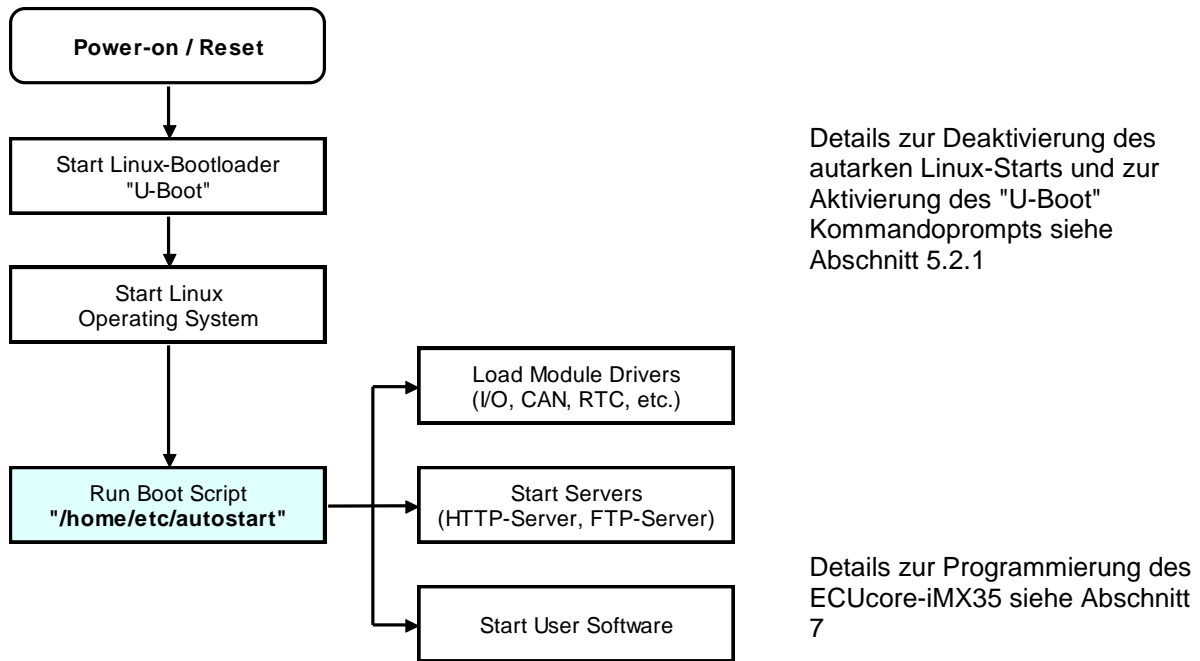 Power-on / Reset
Start Linux-Bootloader
"U-Boot"
Details zur Deaktivierung des
autarken Linux-Starts und zur
Aktivierung des "U-Boot"
Kommandoprompts siehe
Abschnitt 5.2.1
Start Linux
Operating System
Load Module Drivers
(I/O, CAN, RTC, etc.)
Run Boot Script
"/home/etc/autostart"
Start Servers
(HTTP-Server, FTP-Server)
Start User Software
Details zur Programmierung des
ECUcore-iMX35 siehe Abschnitt
7